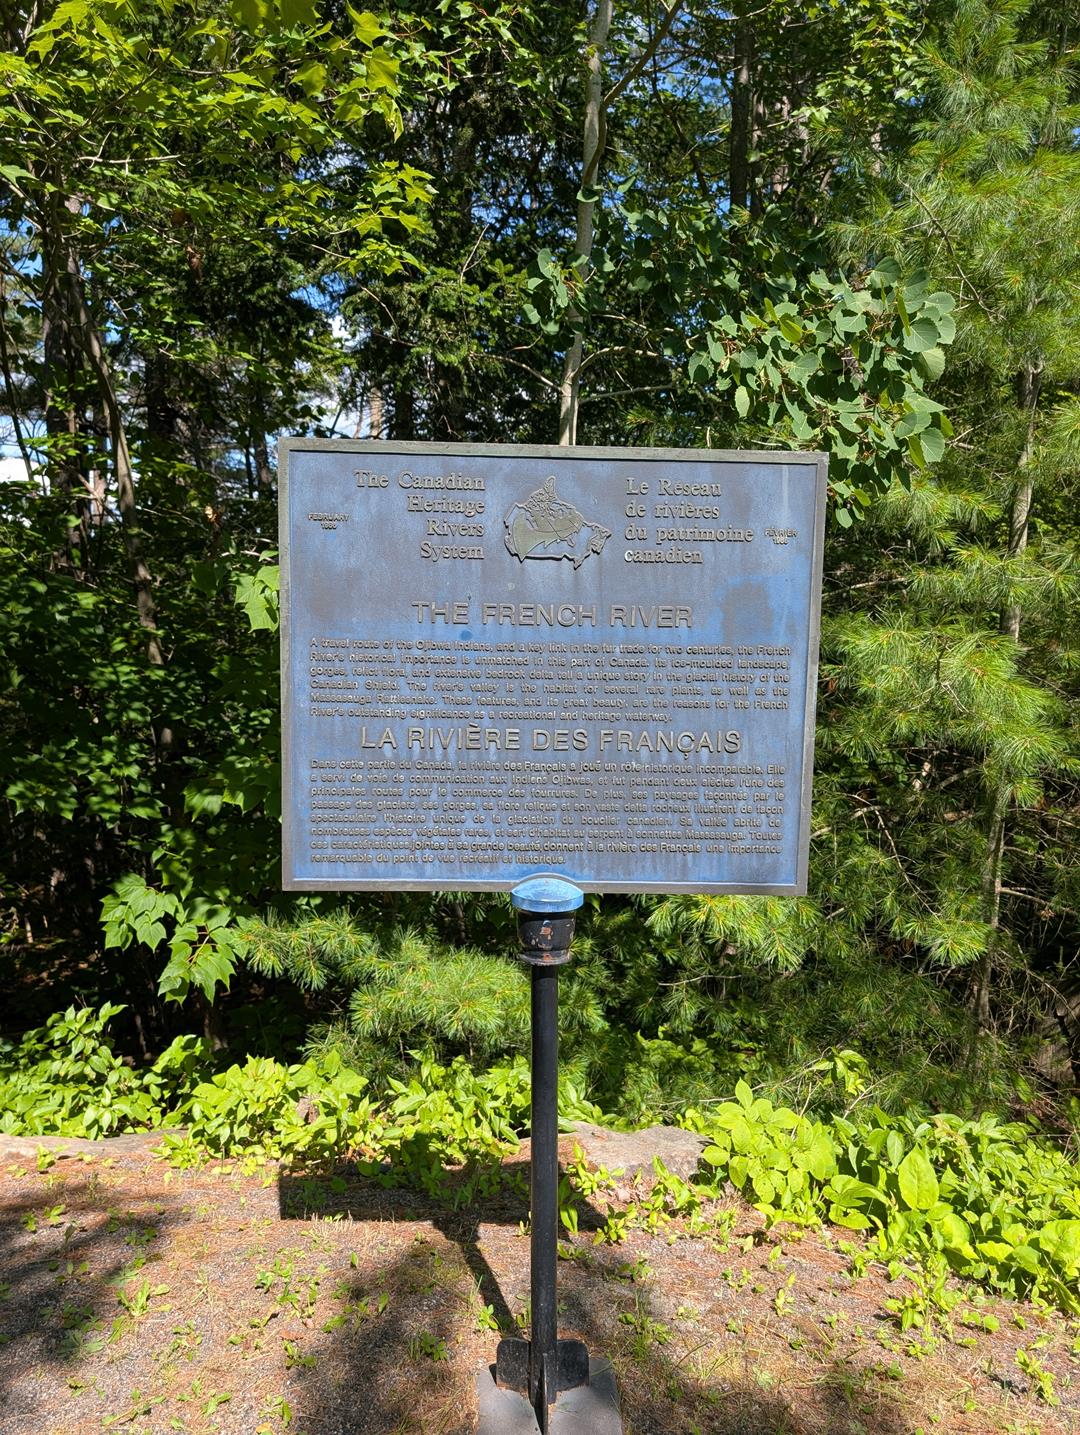 The Canadian
Heritage
Rivers
System
Le Réseau
de rivières
du patrimoine
canadien
FEBRUARY
1986
FÉVRIER
1986
THE FRENCH RIVER
A travel route of the Ojibwa Indians, and a key link in the fur trade for two centuries, the French
River's historical importance is unmatched in this part of Canada. Its ice-moulded landscape,
gorges, relict flora, and extensive bedrock delta tell a unique story in the glacial history of the
Canadian Shield. The river's valley is the habitat for several rare plants, as well as the
Massasauga Rattlesnake. These features, and its great beauty, are the reasons for the French
River's outstanding significance as a recreational and heritage waterway.
LA RIVIÈRE DES FRANÇAIS
Dans cette partie du Canada, la rivière des Français a joué un rôle historique incomparable. Elle
a servi de voie de communication aux Indiens Ojibwas, et fut pendant deux siècles l'une des
principales routes pour le commerce des fourrures. De plus, ses paysages façonnés par le
passage des glaciers, ses gorges, sa flore relique et son vaste delta rocheux illustrent de façon
spectaculaire l'histoire unique de la glaciation du bouclier canadien. Sa vallée abrite de
nombreuses espèces végétales rares, et sert d'habitat au serpent à sonnettes Massasauga. Toutes
ces caractéristiques, jointes à sa grande beauté, donnent à la rivière des Français une importance
remarquable du point de vue récréatif et historique.